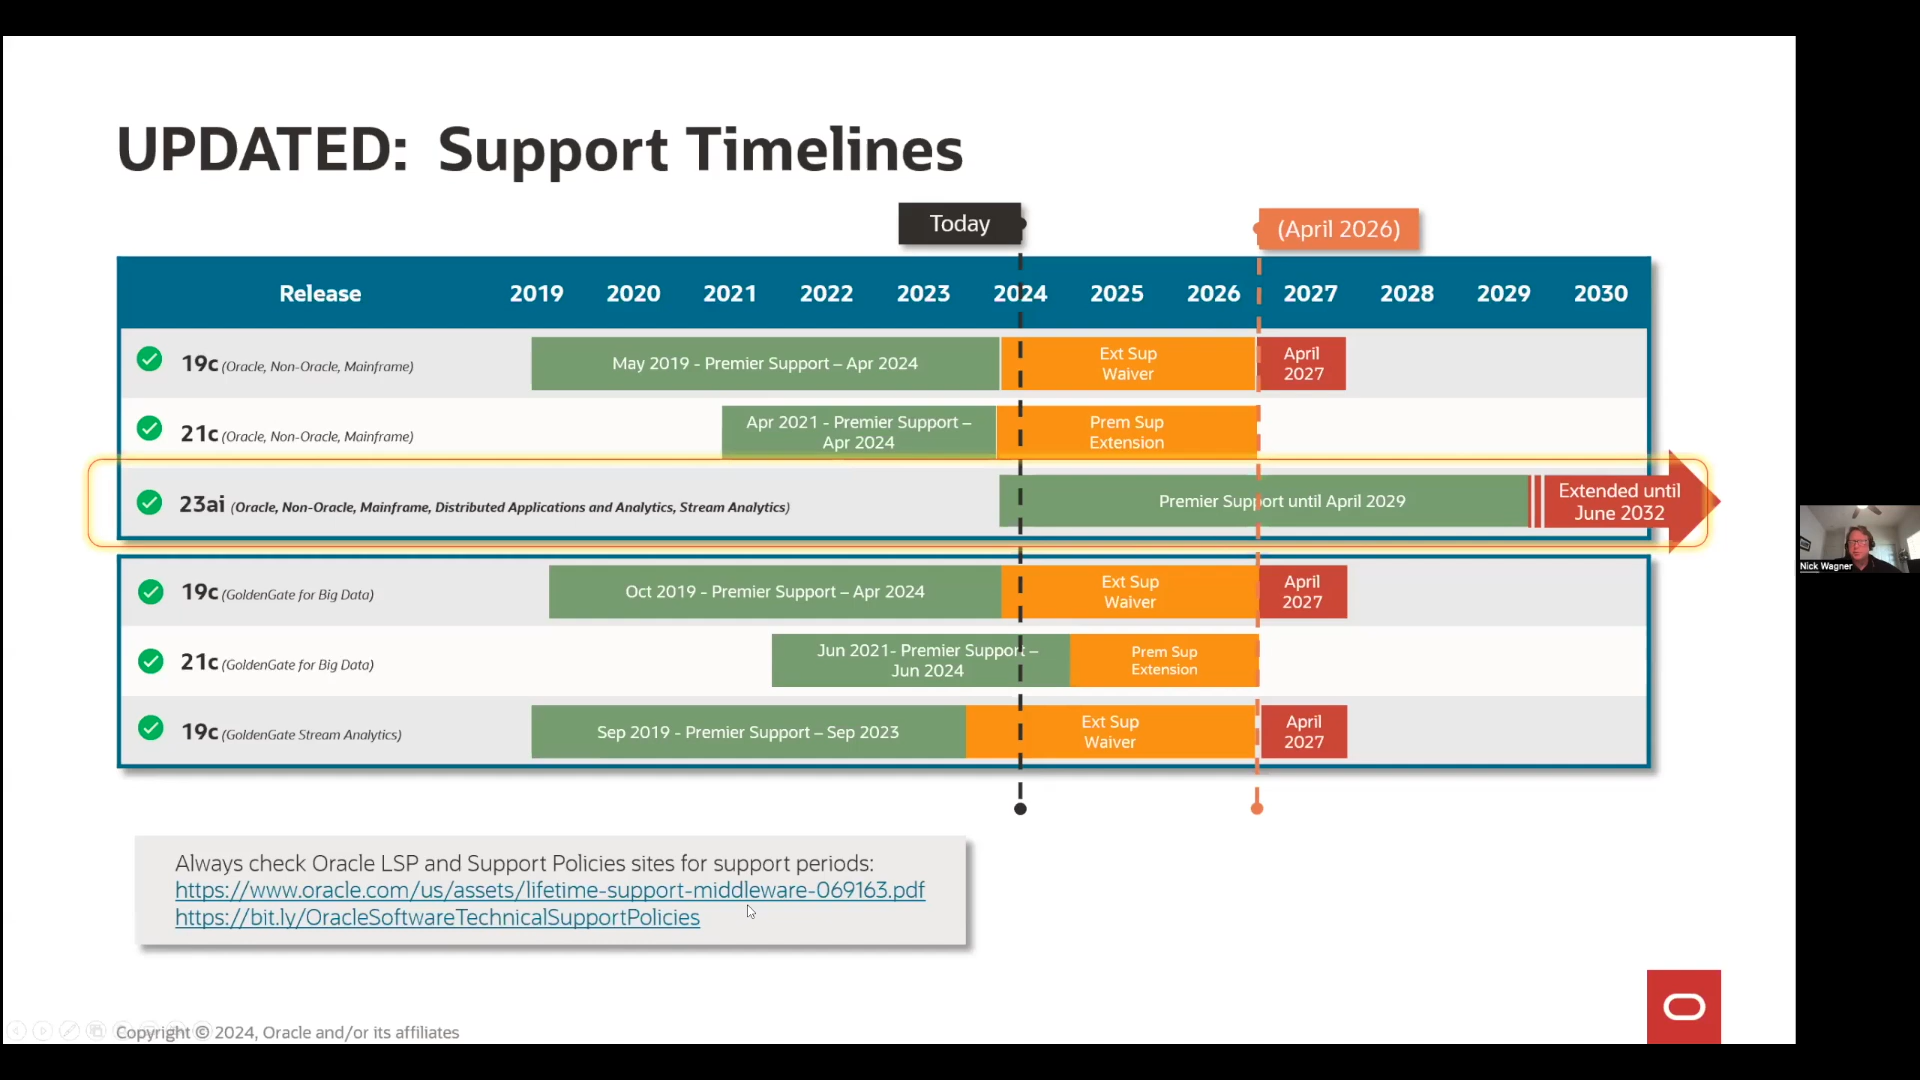 UPDATED: Support Timelines
Today
(April 2026)
Release 2019 2020 2021 2022 2023 2024 2025 2026 2027 2028 2029 2030
19c (Oracle, Non-Oracle, Mainframe)
May 2019 - Premier Support – Apr 2024
Ext Sup
Waiver
April
2027
21c (Oracle, Non-Oracle, Mainframe)
Apr 2021 - Premier Support –
Apr 2024
Prem Sup
Extension
23ai (Oracle, Non-Oracle, Mainframe, Distributed Applications and Analytics, Stream Analytics)
Premier Support until April 2029
Extended until
June 2032
19c (GoldenGate for Big Data)
Oct 2019 - Premier Support – Apr 2024
Ext Sup
Waiver
April
2027
21c (GoldenGate for Big Data)
Jun 2021- Premier Support –
Jun 2024
Prem Sup
Extension
19c (GoldenGate Stream Analytics)
Sep 2019 - Premier Support – Sep 2023
Ext Sup
Waiver
April
2027
Nick Wagner
Always check Oracle LSP and Support Policies sites for support periods:
https://www.oracle.com/us/assets/lifetime-support-middleware-069163.pdf
https://bit.ly/OracleSoftwareTechnicalSupportPolicies
Copyright © 2024, Oracle and/or its affiliates